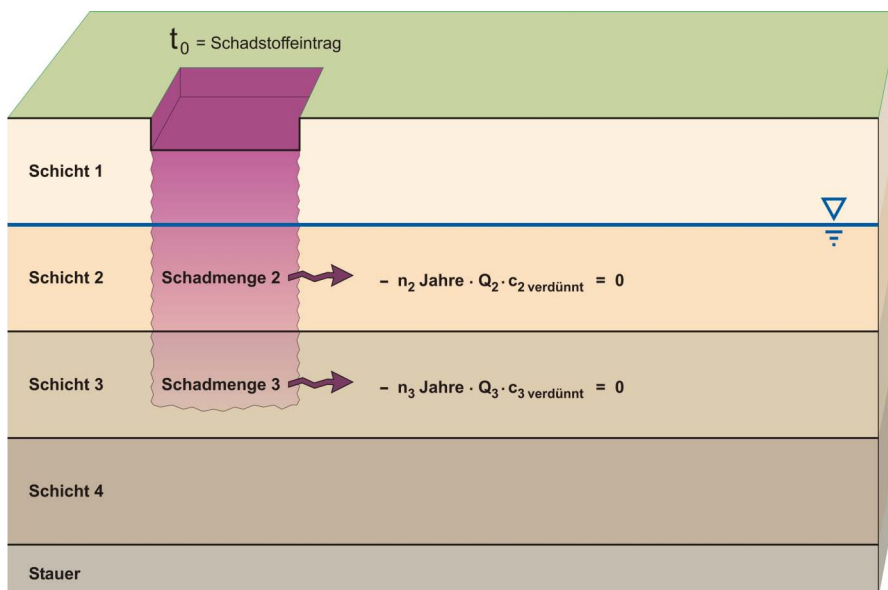 t₀ = Schadstoffeintrag
Schicht 1
Schicht 2 Schadmenge 2 – n₂ Jahre · Q₂ · c₂ verdünnt = 0
Schicht 3 Schadmenge 3 – n₃ Jahre · Q₃ · c₃ verdünnt = 0
Schicht 4
Stauer